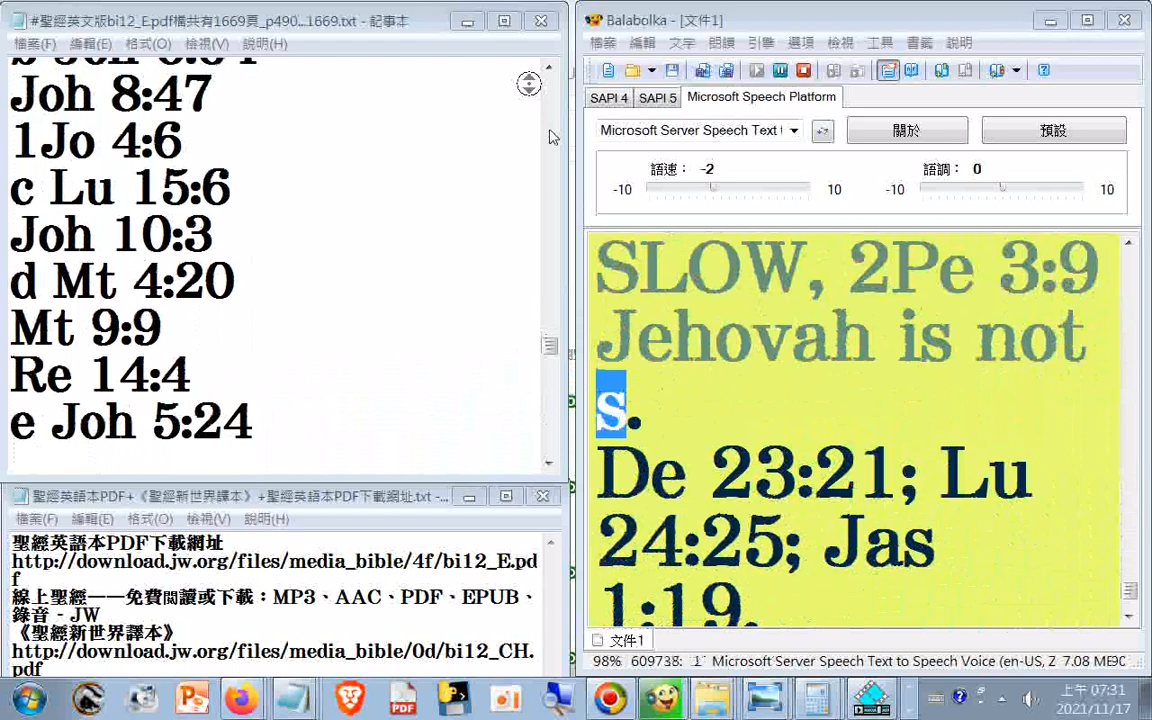 #聖經英文版bi12_E.pdf檔共有1669頁_p490...1669.txt - 記事本
檔案(F) 編輯(E) 格式(O) 檢視(V) 說明(H)
Joh 8:47
1Jo 4:6
c Lu 15:6
Joh 10:3
d Mt 4:20
Mt 9:9
Re 14:4
e Joh 5:24
聖經英語本PDF+《聖經新世界譯本》+聖經英語本PDF下載網址.txt -...
檔案(F) 編輯(E) 格式(O) 檢視(V) 說明(H)
聖經英語本PDF下載網址
http://download.jw.org/files/media_bible/4f/bi12_E.pd
f
線上聖經——免費閱讀或下載：MP3、AAC、PDF、EPUB、
錄音 - JW
《聖經新世界譯本》
http://download.jw.org/files/media_bible/0d/bi12_CH.
pdf
Balabolka - [文件1]
檔案 編輯 文字 朗讀 引擎 選項 檢視 工具 書籤 說明
SAPI 4 SAPI 5 Microsoft Speech Platform
Microsoft Server Speech Text 關於 預設
語速： -2 語調： 0
-10 10 -10 10
SLOW, 2Pe 3:9
Jehovah is not
s.
De 23:21; Lu
24:25; Jas
1:19.
文件1
98% 609738: 1 Microsoft Server Speech Text to Speech Voice (en-US, Z 7.08 МБ
上午 07:31
2021/11/17